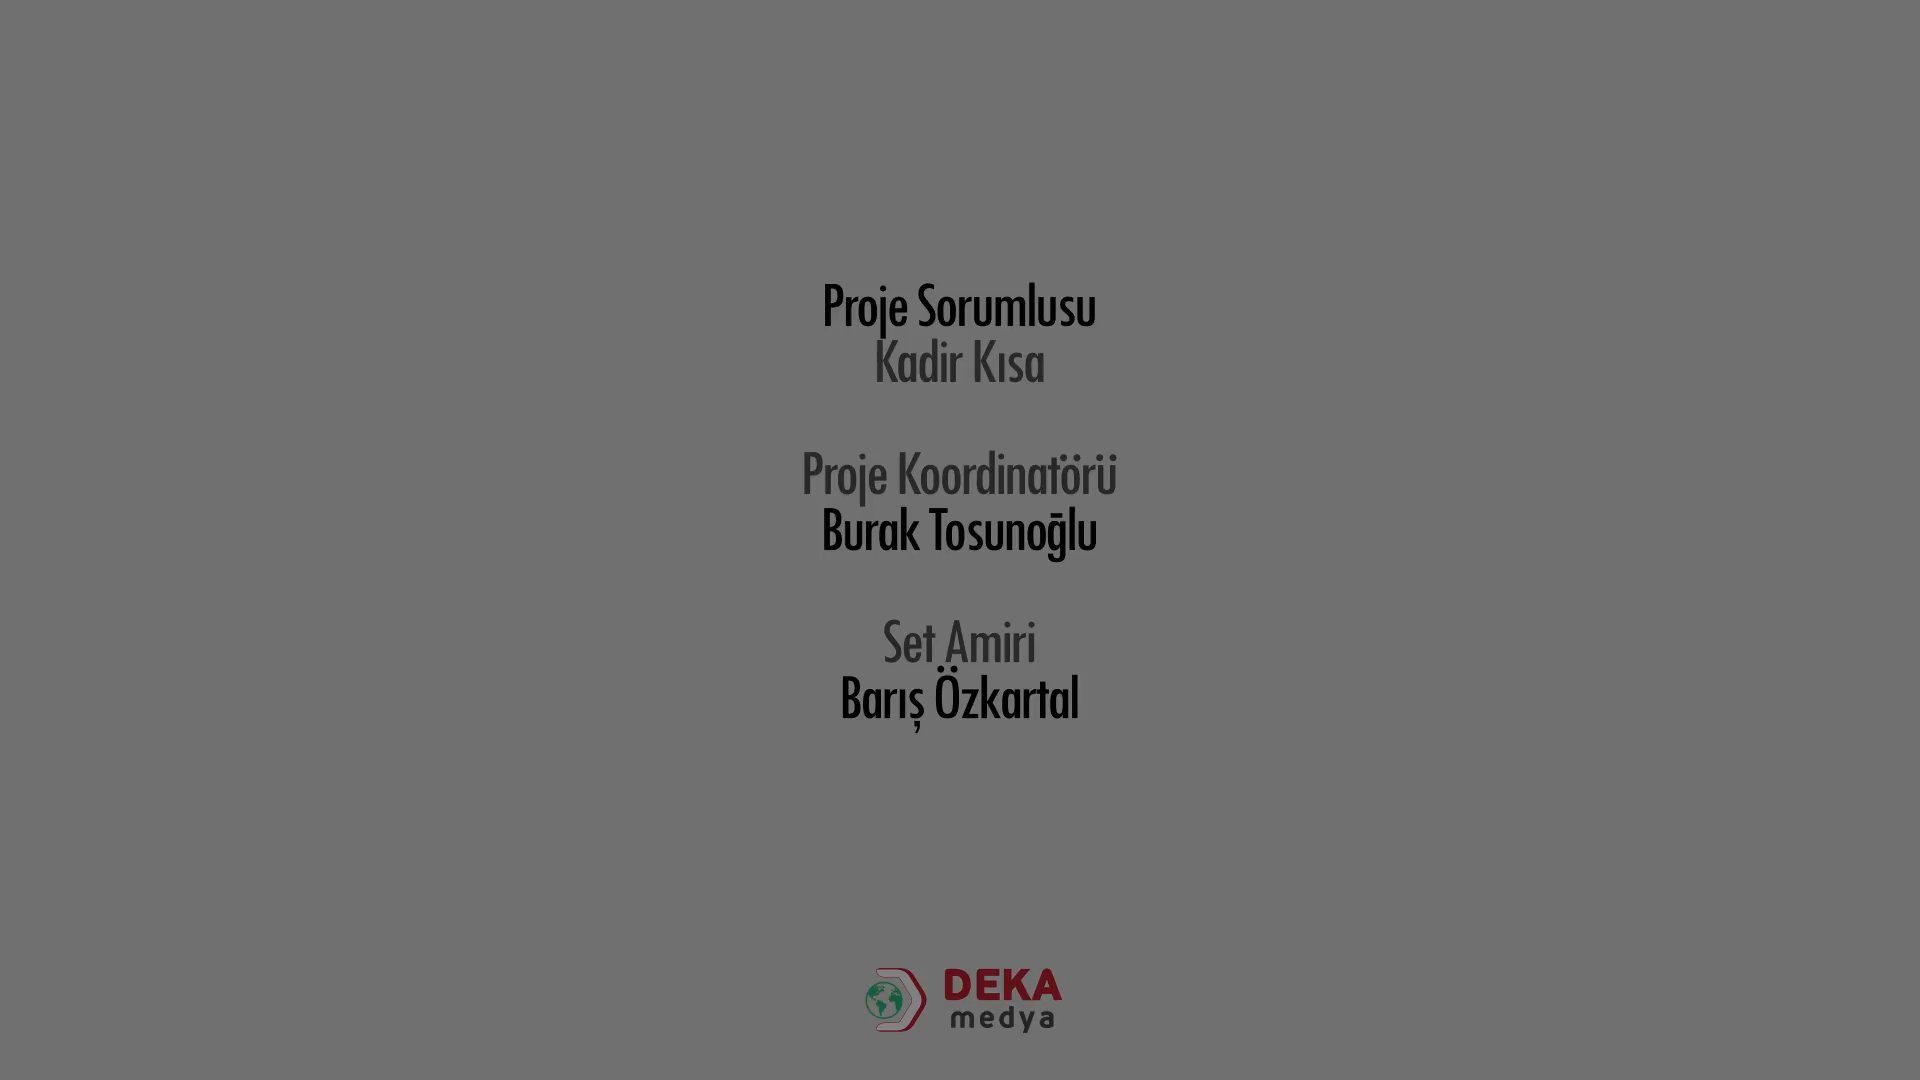 Proje Sorumlusu
Kadir Kısa
Proje Koordinatörü
Burak Tosunoğlu
Set Amiri
Barış Özkartal
DEKA
medya